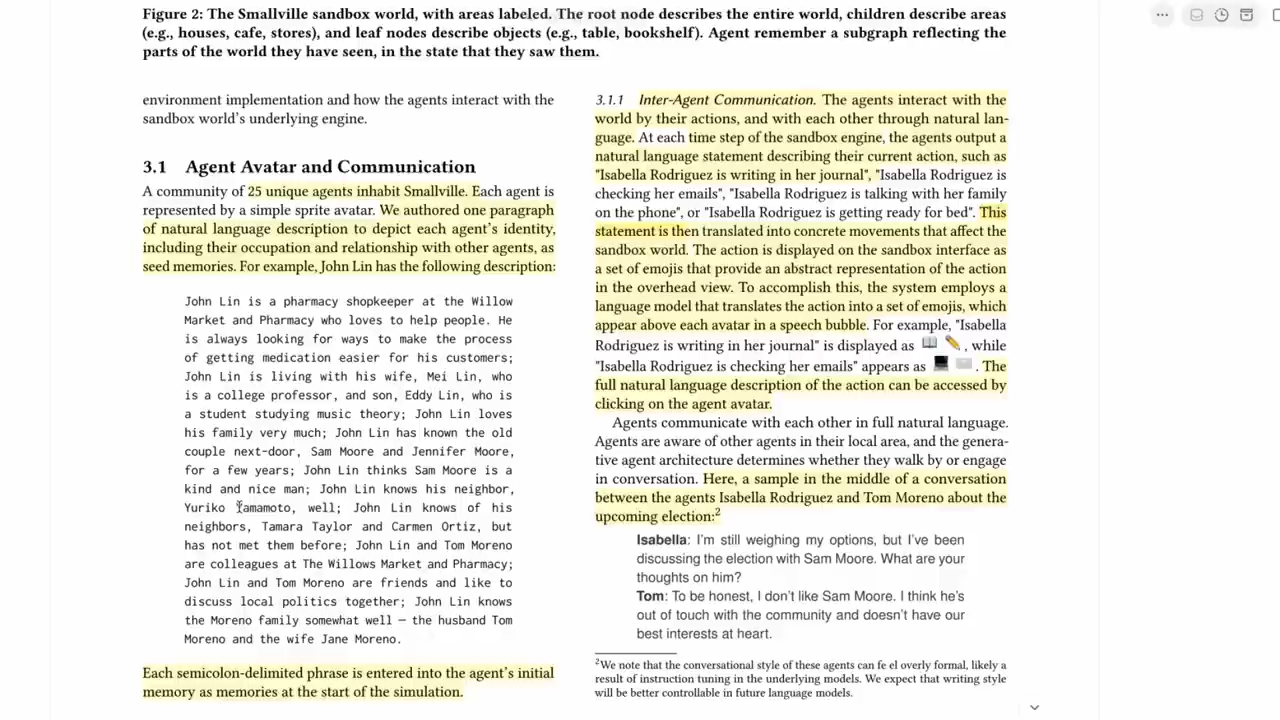 Figure 2: The Smallville sandbox world, with areas labeled. The root node describes the entire world, children describe areas
(e.g., houses, cafe, stores), and leaf nodes describe objects (e.g., table, bookshelf). Agent remember a subgraph reflecting the
parts of the world they have seen, in the state that they saw them.
environment implementation and how the agents interact with the
sandbox world's underlying engine.
3.1 Agent Avatar and Communication
A community of 25 unique agents inhabit Smallville. Each agent is
represented by a simple sprite avatar. We authored one paragraph
of natural language description to depict each agent's identity,
including their occupation and relationship with other agents, as
seed memories. For example, John Lin has the following description:
John Lin is a pharmacy shopkeeper at the Willow
Market and Pharmacy who loves to help people. He
is always looking for ways to make the process
of getting medication easier for his customers;
John Lin is living with his wife, Mei Lin, who
is a college professor, and son, Eddy Lin, who is
a student studying music theory; John Lin loves
his family very much; John Lin has known the old
couple next-door, Sam Moore and Jennifer Moore,
for a few years; John Lin thinks Sam Moore is a
kind and nice man; John Lin knows his neighbor,
Yuriko Yamamoto, well; John Lin knows of his
neighbors, Tamara Taylor and Carmen Ortiz, but
has not met them before; John Lin and Tom Moreno
are colleagues at The Willows Market and Pharmacy;
John Lin and Tom Moreno are friends and like to
discuss local politics together; John Lin knows
the Moreno family somewhat well — the husband Tom
Moreno and the wife Jane Moreno.
Each semicolon-delimited phrase is entered into the agent's initial
memory as memories at the start of the simulation.
3.1.1 Inter-Agent Communication. The agents interact with the
world by their actions, and with each other through natural lan-
guage. At each time step of the sandbox engine, the agents output a
natural language statement describing their current action, such as
"Isabella Rodriguez is writing in her journal", "Isabella Rodriguez is
checking her emails", "Isabella Rodriguez is talking with her family
on the phone", or "Isabella Rodriguez is getting ready for bed". This
statement is then translated into concrete movements that affect the
sandbox world. The action is displayed on the sandbox interface as
a set of emojis that provide an abstract representation of the action
in the overhead view. To accomplish this, the system employs a
language model that translates the action into a set of emojis, which
appear above each avatar in a speech bubble. For example, "Isabella
Rodriguez is writing in her journal" is displayed as 📖 ✏️, while
"Isabella Rodriguez is checking her emails" appears as 💻 ✉️. The
full natural language description of the action can be accessed by
clicking on the agent avatar.
Agents communicate with each other in full natural language.
Agents are aware of other agents in their local area, and the genera-
tive agent architecture determines whether they walk by or engage
in conversation. Here, a sample in the middle of a conversation
between the agents Isabella Rodriguez and Tom Moreno about the
upcoming election:2
Isabella: I'm still weighing my options, but I've been
discussing the election with Sam Moore. What are your
thoughts on him?
Tom: To be honest, I don't like Sam Moore. I think he's
out of touch with the community and doesn't have our
best interests at heart.
2We note that the conversational style of these agents can fe el overly formal, likely a
result of instruction tuning in the underlying models. We expect that writing style
will be better controllable in future language models.